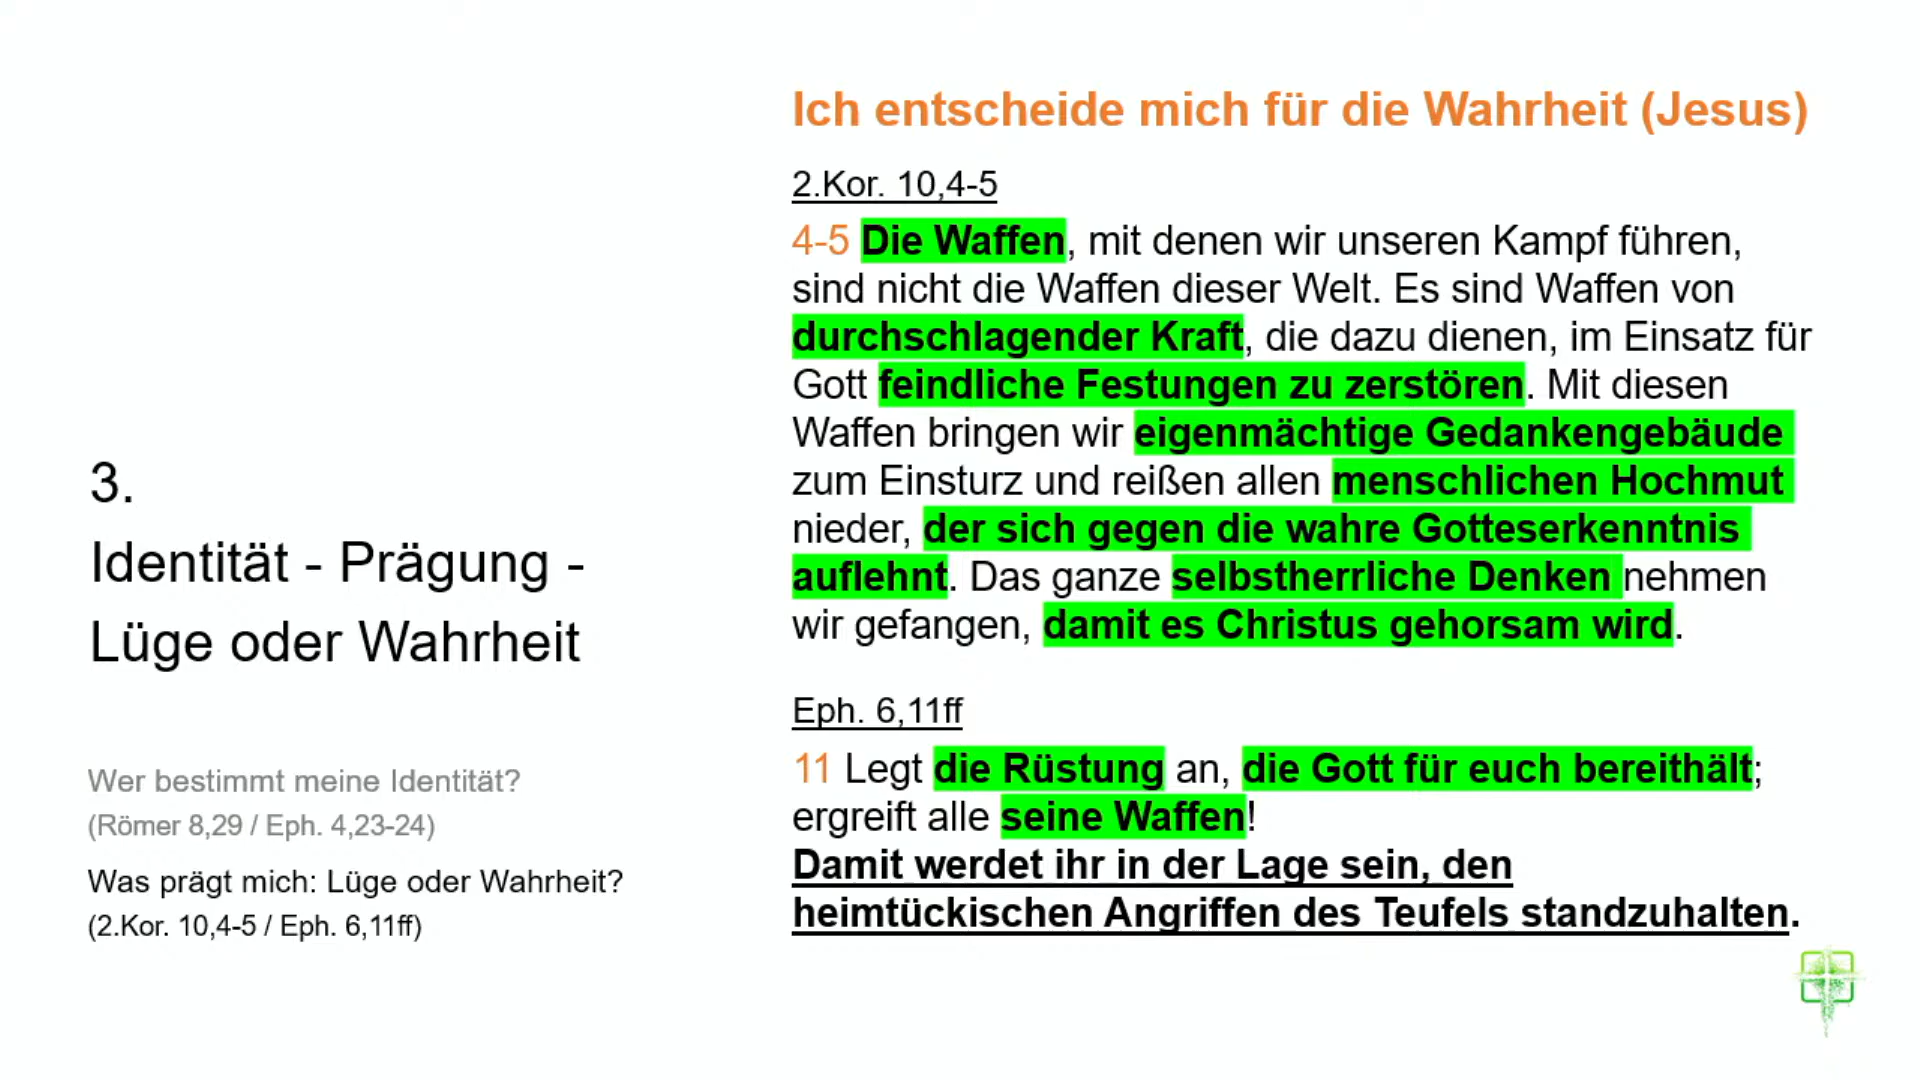 3.
Identität - Prägung -
Lüge oder Wahrheit
Wer bestimmt meine Identität?
(Römer 8,29 / Eph. 4,23-24)
Was prägt mich: Lüge oder Wahrheit?
(2.Kor. 10,4-5 / Eph. 6,11ff)
Ich entscheide mich für die Wahrheit (Jesus)
2.Kor. 10,4-5
4-5 Die Waffen, mit denen wir unseren Kampf führen,
sind nicht die Waffen dieser Welt. Es sind Waffen von
durchschlagender Kraft, die dazu dienen, im Einsatz für
Gott feindliche Festungen zu zerstören. Mit diesen
Waffen bringen wir eigenmächtige Gedankengebäude
zum Einsturz und reißen allen menschlichen Hochmut
nieder, der sich gegen die wahre Gotteserkenntnis
auflehnt. Das ganze selbstherrliche Denken nehmen
wir gefangen, damit es Christus gehorsam wird.
Eph. 6,11ff
11 Legt die Rüstung an, die Gott für euch bereithält;
ergreift alle seine Waffen!
Damit werdet ihr in der Lage sein, den
heimtückischen Angriffen des Teufels standzuhalten.